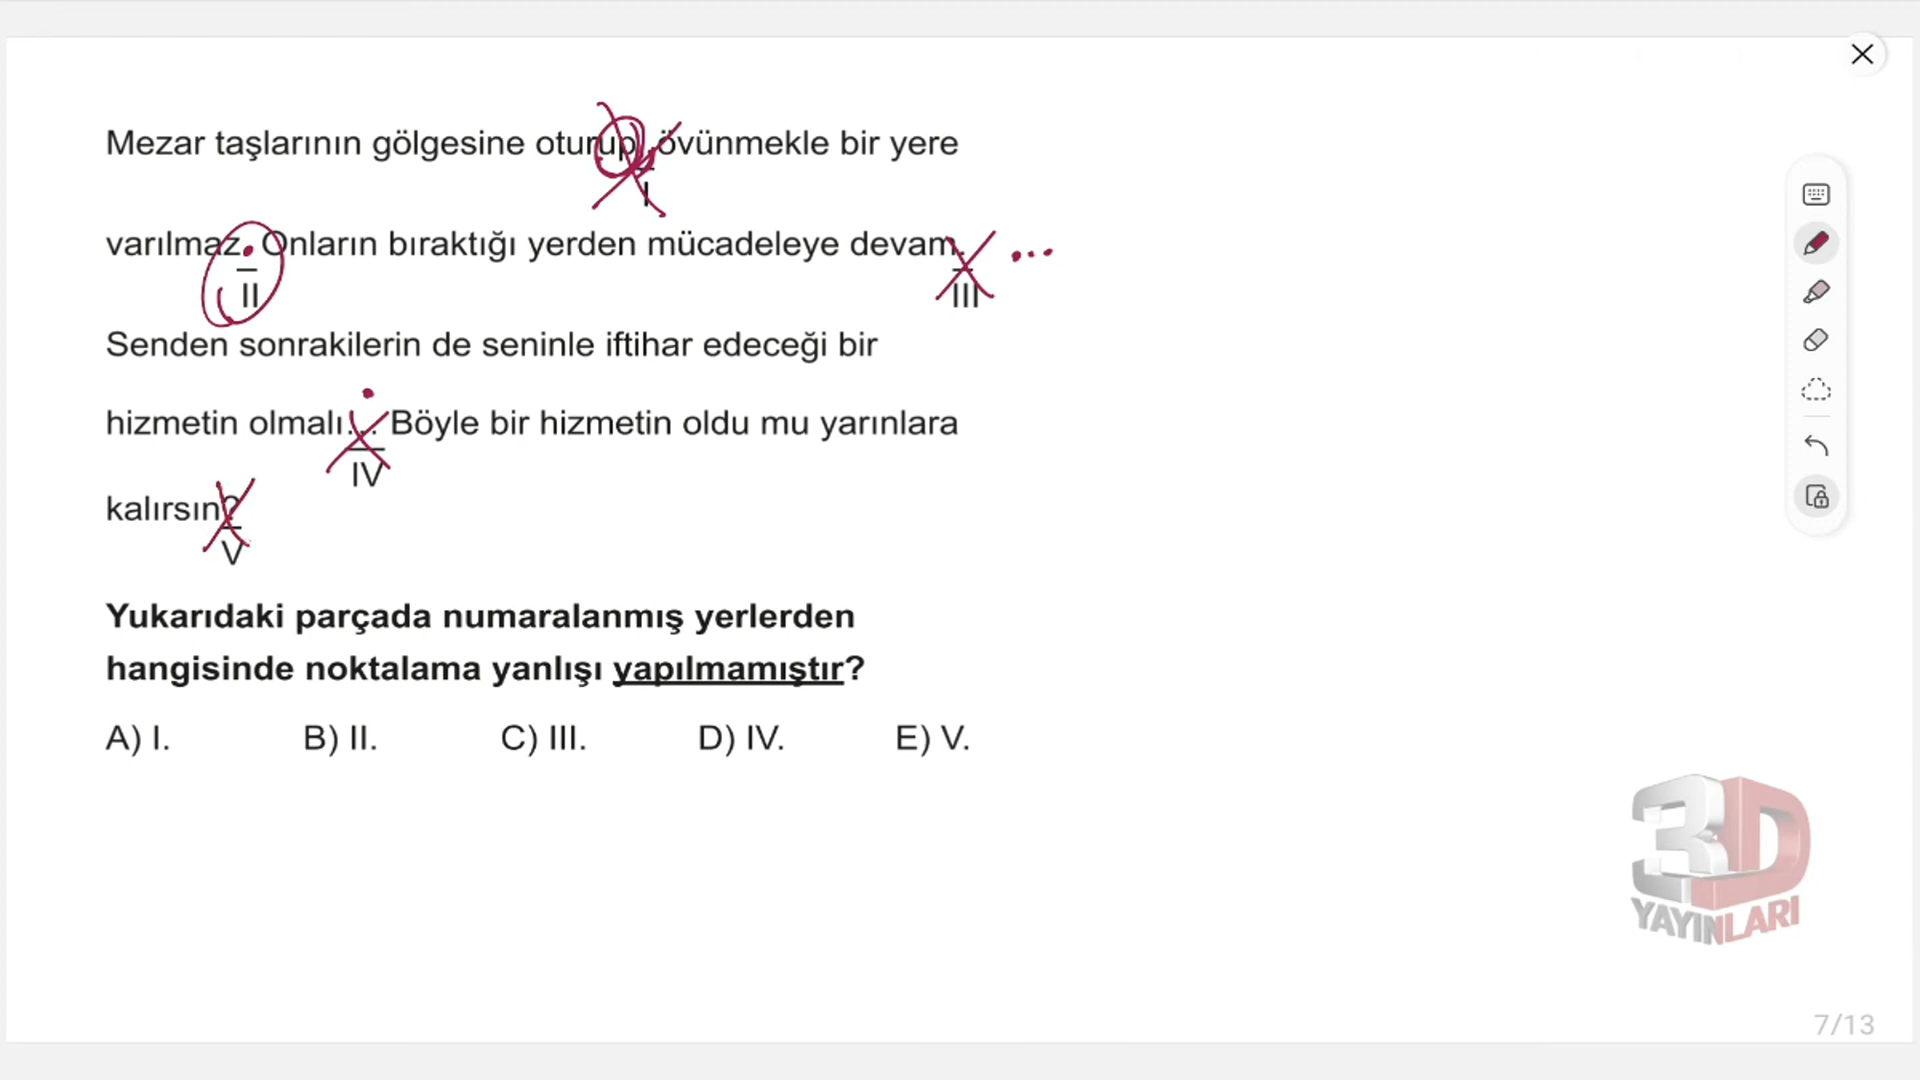 Mezar taşlarının gölgesine oturup, övünmekle bir yere
I
varılmaz. Onların bıraktığı yerden mücadeleye devam. ...
II III
Senden sonrakilerin de seninle iftihar edeceği bir
hizmetin olmalı... Böyle bir hizmetin oldu mu yarınlara
IV
kalırsın?
V
Yukarıdaki parçada numaralanmış yerlerden
hangisinde noktalama yanlışı yapılmamıştır?
A) I. B) II. C) III. D) IV. E) V.
3D
YAYINLARI
7/13